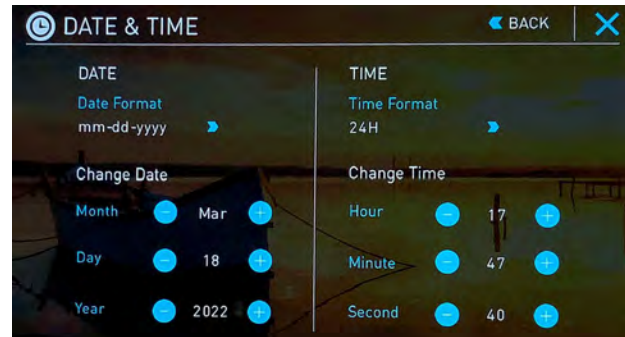 DATE & TIME
BACK
DATE
Date Format
mm-dd-yyyy
Change Date
Month - Mar +
Day - 18 +
Year - 2022 +
TIME
Time Format
24H
Change Time
Hour - 17 +
Minute - 47 +
Second - 40 +